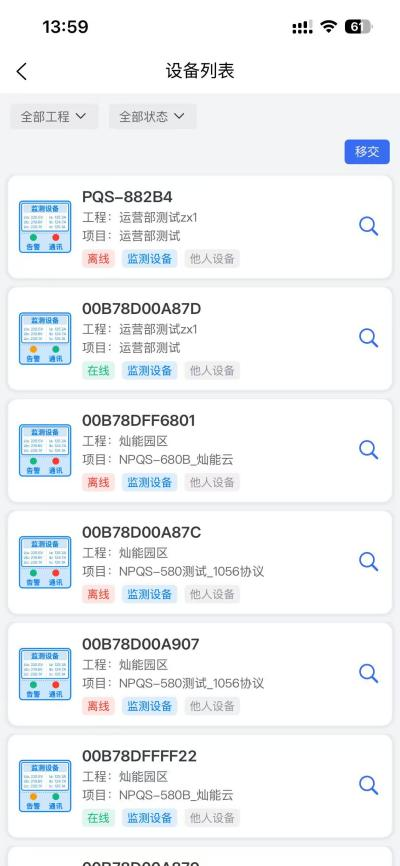 13:59
61
设备列表
全部工程
全部状态
移交
PQS-882B4
工程：运营部测试zx1
项目：运营部测试
监测设备
告警 通讯
离线 监测设备 他人设备
00B78D00A87D
工程：运营部测试zx1
项目：运营部测试
监测设备
告警 通讯
在线 监测设备 他人设备
00B78DFF6801
工程：灿能园区
项目：NPQS-680B_灿能云
监测设备
告警 通讯
离线 监测设备 他人设备
00B78D00A87C
工程：灿能园区
项目：NPQS-580测试_1056协议
监测设备
告警 通讯
离线 监测设备 他人设备
00B78D00A907
工程：灿能园区
项目：NPQS-580测试_1056协议
监测设备
告警 通讯
离线 监测设备 他人设备
00B78DFFFF22
工程：灿能园区
项目：NPQS-580B_灿能云
监测设备
告警 通讯
在线 监测设备 他人设备